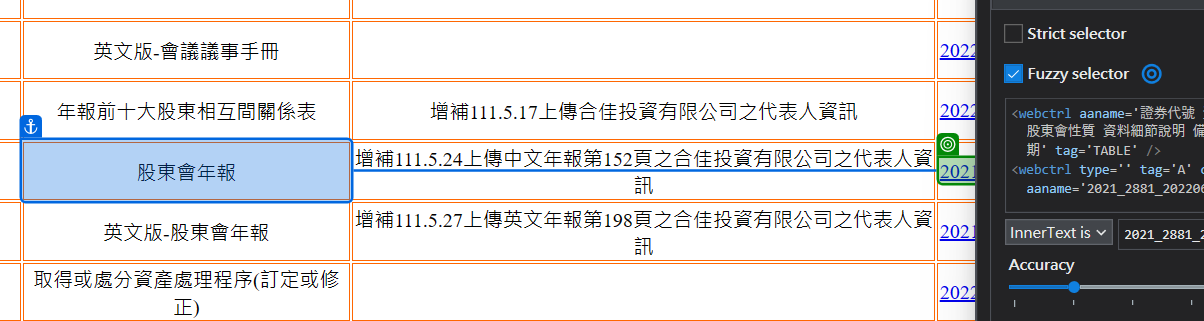 英文版-會議議事手冊
2022
年報前十大股東相互間關係表
增補111.5.17上傳合佳投資有限公司之代表人資訊
2022
股東會年報
增補111.5.24上傳中文年報第152頁之合佳投資有限公司之代表人資
訊
2021
英文版-股東會年報
增補111.5.27上傳英文年報第198頁之合佳投資有限公司之代表人資
訊
2021
取得或處分資產處理程序(訂定或修
正)
2022
Strict selector
Fuzzy selector
<webctrl aaname='證券代號
股東會性質 資料細節說明 備
期' tag='TABLE' />
<webctrl type='' tag='A' c
aaname='2021_2881_202206
InnerText is
2021_2881_2
Accuracy